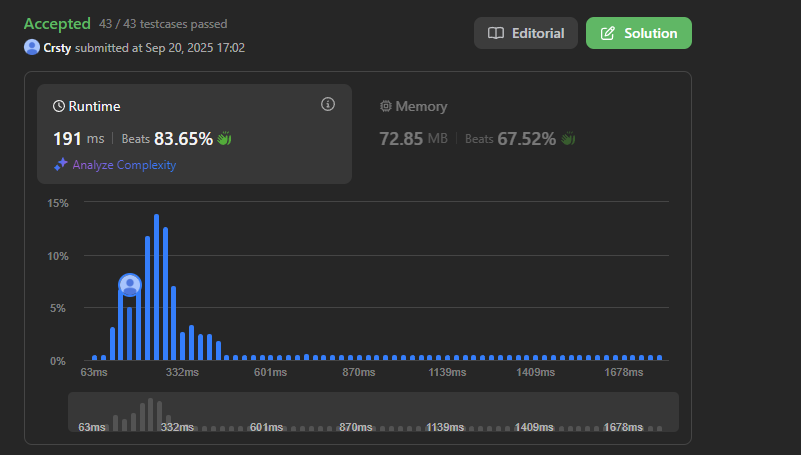 Accepted 43 / 43 testcases passed
Crsty submitted at Sep 20, 2025 17:02
Editorial
Solution
Runtime
191 ms Beats 83.65%
Analyze Complexity
Memory
72.85 MB Beats 67.52%
15%
10%
5%
0%
63ms 332ms 601ms 870ms 1139ms 1409ms 1678ms
63ms 332ms 601ms 870ms 1139ms 1409ms 1678ms